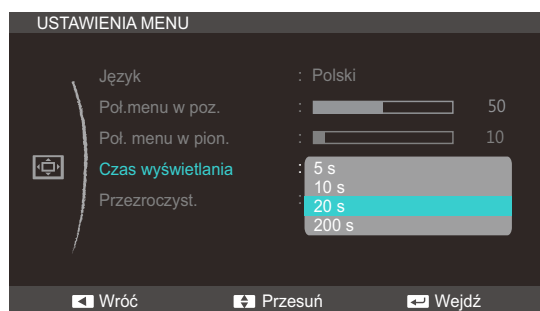 USTAWIENIA MENU
Język : Polski
Poł.menu w poz. : 50
Poł. menu w pion. : 10
Czas wyświetlania : 5 s
10 s
20 s
200 s
Przezroczyst. :
Wróć Przesuń Wejdź